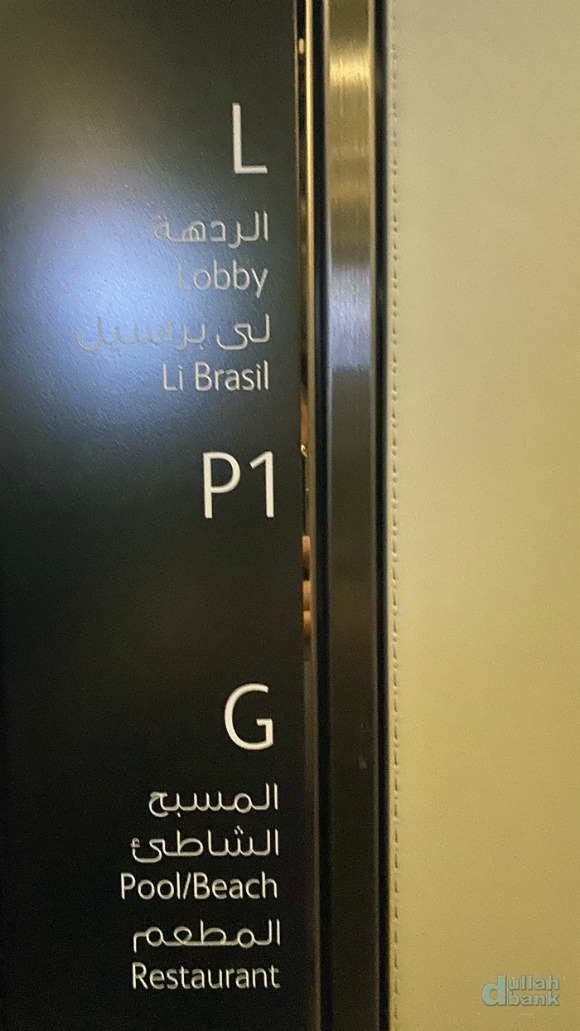 L
الردهة
Lobby
لى براسيل
Li Brasil
P1
G
المسبح
الشاطئ
Pool/Beach
المطعم
Restaurant
dullah
bank